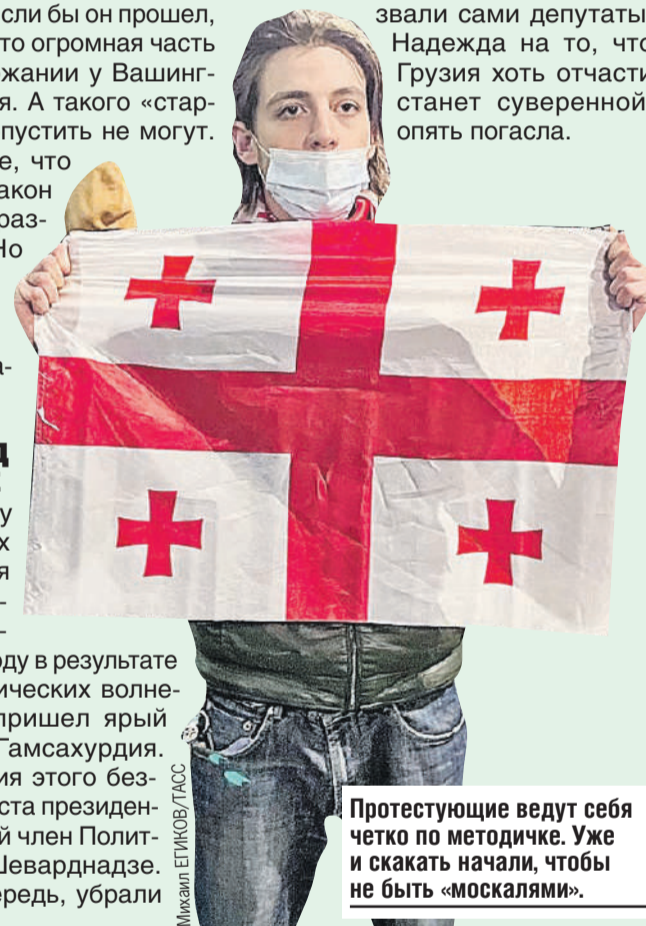 сли бы он прошел,
то огромная часть
ржании у Вашинг-
я. А такого «стар-
пустить не могут.
е, что
акон
раз-
Но
а-
д
у
х
я
–
–
оду в результате
ических волне-
пришел ярый
Гамсахурдия.
ия этого без-
ста президен-
й член Полит-
Шеварднадзе.
ередь, убрали
звали сами депутаты
Надежда на то, что
Грузия хоть отчасти
станет суверенной
опять погасла.
Михаил ЕГИКОВ/ТАСС
Протестующие ведут себя
четко по методичке. Уже
и скакать начали, чтобы
не быть «москалями».